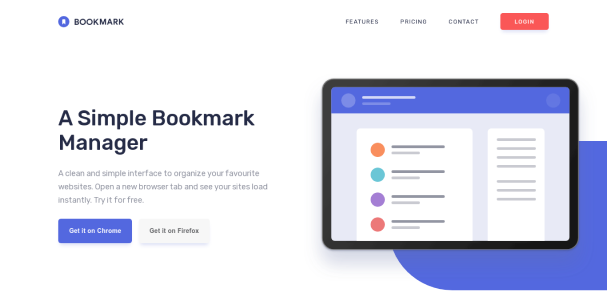 BOOKMARK
FEATURES
PRICING
CONTACT
LOGIN
A Simple Bookmark
Manager
A clean and simple interface to organize your favourite
websites. Open a new browser tab and see your sites load
instantly. Try it for free.
Get it on Chrome
Get it on Firefox